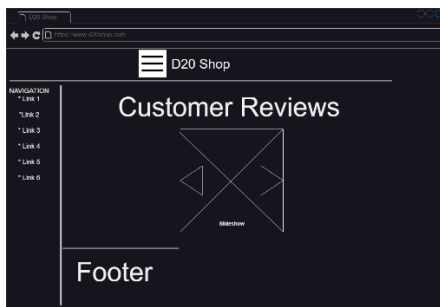 D20 Shop
https://www.d20shop.com
D20 Shop
NAVIGATION
* Link 1
*Link 2
* Link 3
* Link 4
* Link 5
* Link 6
Customer Reviews
Slideshow
Footer